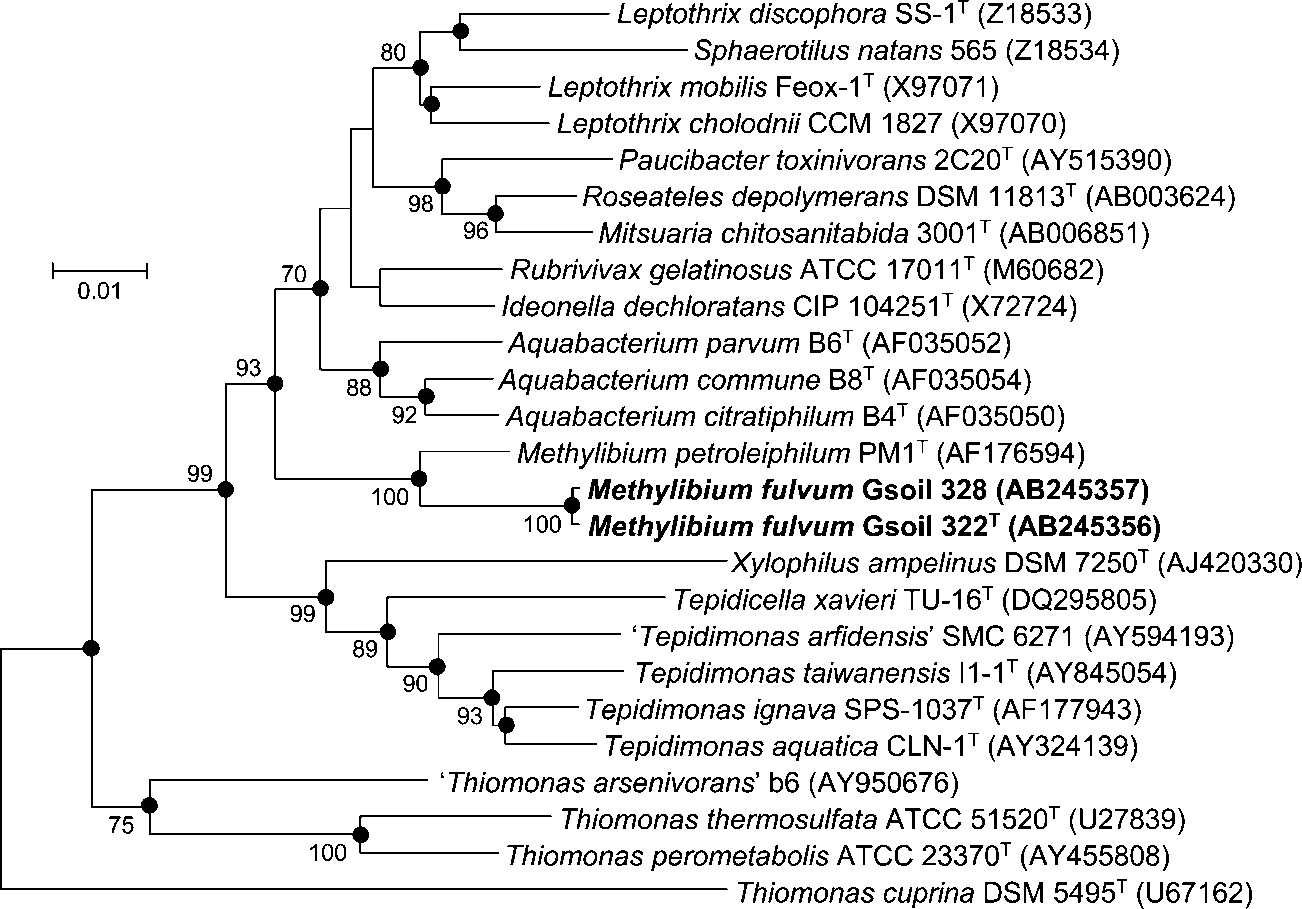 Leptothrix discophora SS-1ᵀ (Z18533)
80
Sphaerotilus natans 565 (Z18534)
Leptothrix mobilis Feox-1ᵀ (X97071)
Leptothrix cholodnii CCM 1827 (X97070)
Paucibacter toxinivorans 2C20ᵀ (AY515390)
98
Roseateles depolymerans DSM 11813ᵀ (AB003624)
96
Mitsuaria chitosanitabida 3001ᵀ (AB006851)
70
Rubrivivax gelatinosus ATCC 17011ᵀ (M60682)
0.01
Ideonella dechloratans CIP 104251ᵀ (X72724)
Aquabacterium parvum B6ᵀ (AF035052)
93
88
Aquabacterium commune B8ᵀ (AF035054)
92
Aquabacterium citratiphilum B4ᵀ (AF035050)
Methylibium petroleiphilum PM1ᵀ (AF176594)
99
100
Methylibium fulvum Gsoil 328 (AB245357)
100
Methylibium fulvum Gsoil 322ᵀ (AB245356)
Xylophilus ampelinus DSM 7250ᵀ (AJ420330)
99
Tepidicella xavieri TU-16ᵀ (DQ295805)
89
‘Tepidimonas arfidensis’ SMC 6271 (AY594193)
90
Tepidimonas taiwanensis I1-1ᵀ (AY845054)
93
Tepidimonas ignava SPS-1037ᵀ (AF177943)
Tepidimonas aquatica CLN-1ᵀ (AY324139)
‘Thiomonas arsenivorans’ b6 (AY950676)
75
Thiomonas thermosulfata ATCC 51520ᵀ (U27839)
100
Thiomonas perometabolis ATCC 23370ᵀ (AY455808)
Thiomonas cuprina DSM 5495ᵀ (U67162)